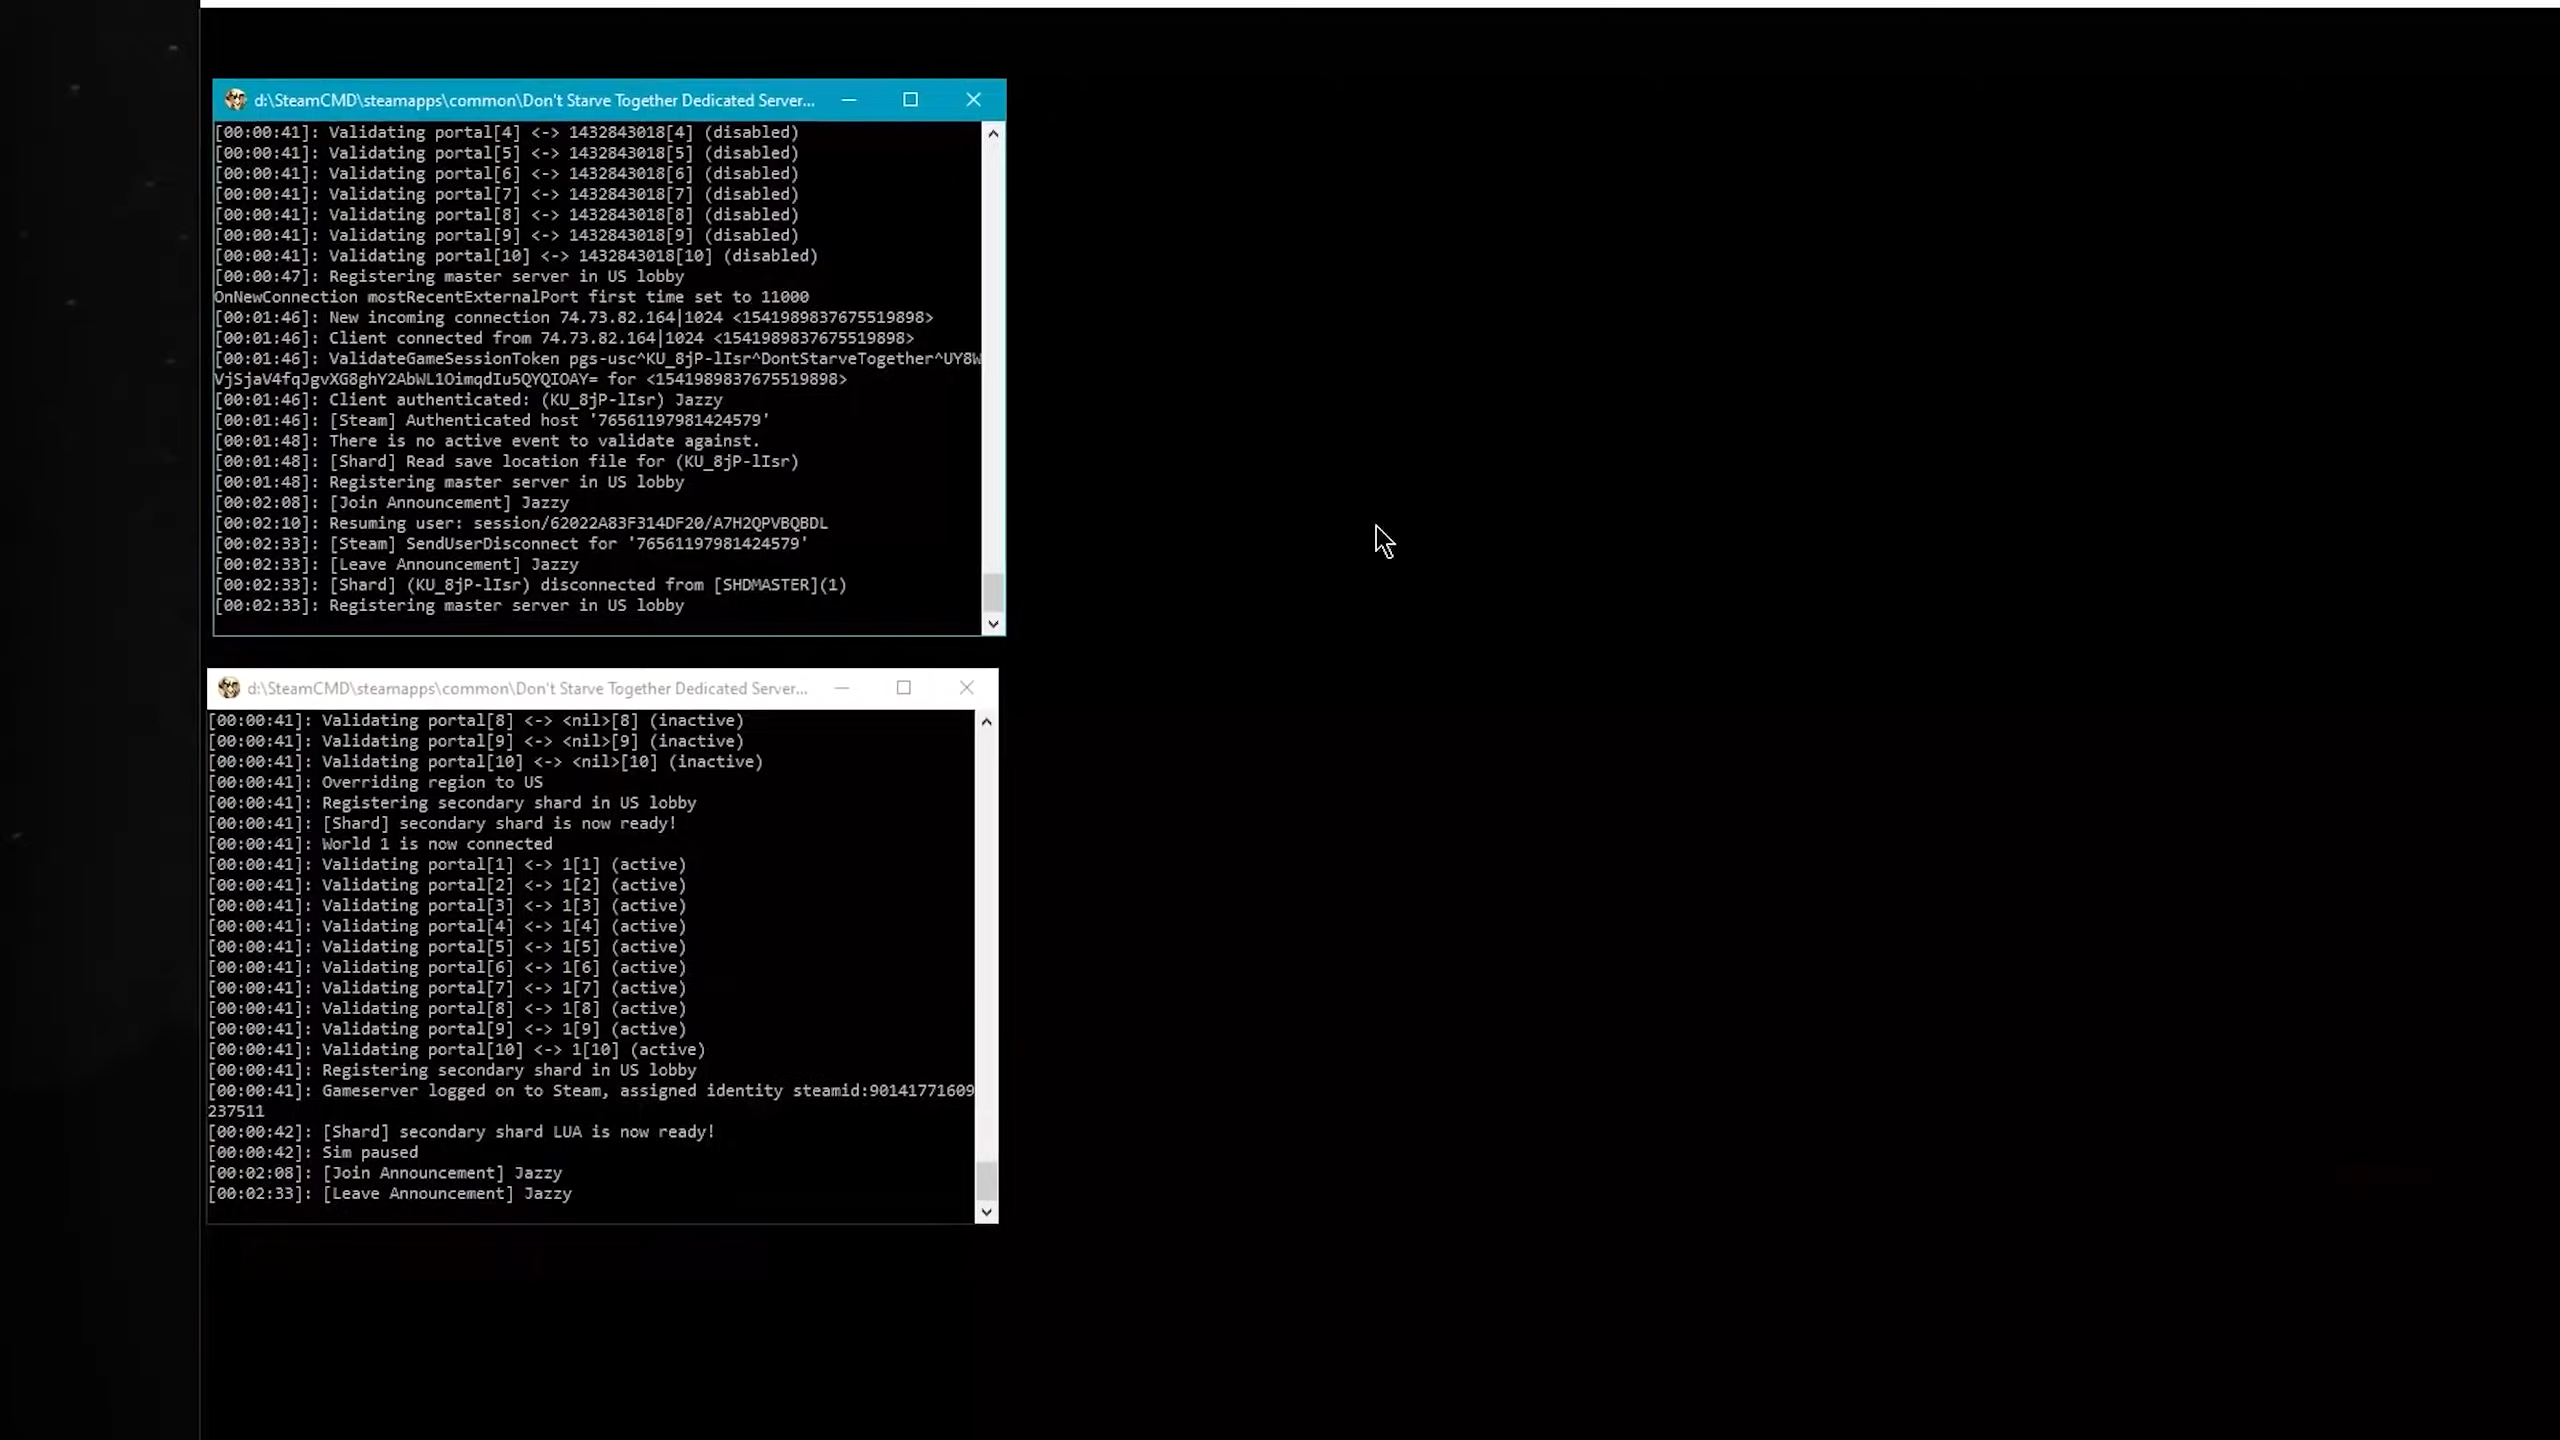 d:\SteamCMD\steamapps\common\Don't Starve Together Dedicated Server...
[00:00:41]: Validating portal[4] <-> 1432843018[4] (disabled)
[00:00:41]: Validating portal[5] <-> 1432843018[5] (disabled)
[00:00:41]: Validating portal[6] <-> 1432843018[6] (disabled)
[00:00:41]: Validating portal[7] <-> 1432843018[7] (disabled)
[00:00:41]: Validating portal[8] <-> 1432843018[8] (disabled)
[00:00:41]: Validating portal[9] <-> 1432843018[9] (disabled)
[00:00:41]: Validating portal[10] <-> 1432843018[10] (disabled)
[00:00:47]: Registering master server in US lobby
OnNewConnection mostRecentExternalPort first time set to 11000
[00:01:46]: New incoming connection 74.73.82.164|1024 <1541989837675519898>
[00:01:46]: Client connected from 74.73.82.164|1024 <1541989837675519898>
[00:01:46]: ValidateGameSessionToken pgs-usc^KU_8jP-lIsr^DontStarveTogether^UY8W
VjSjaV4fqJgvXG8ghY2AbWL1OimqdIu5QYQIOAY= for <1541989837675519898>
[00:01:46]: Client authenticated: (KU_8jP-lIsr) Jazzy
[00:01:46]: [Steam] Authenticated host '76561197981424579'
[00:01:48]: There is no active event to validate against.
[00:01:48]: [Shard] Read save location file for (KU_8jP-lIsr)
[00:01:48]: Registering master server in US lobby
[00:02:08]: [Join Announcement] Jazzy
[00:02:10]: Resuming user: session/62022A83F314DF20/A7H2QPVBQBDL
[00:02:33]: [Steam] SendUserDisconnect for '76561197981424579'
[00:02:33]: [Leave Announcement] Jazzy
[00:02:33]: [Shard] (KU_8jP-lIsr) disconnected from [SHDMASTER](1)
[00:02:33]: Registering master server in US lobby
d:\SteamCMD\steamapps\common\Don't Starve Together Dedicated Server...
[00:00:41]: Validating portal[8] <-> <nil>[8] (inactive)
[00:00:41]: Validating portal[9] <-> <nil>[9] (inactive)
[00:00:41]: Validating portal[10] <-> <nil>[10] (inactive)
[00:00:41]: Overriding region to US
[00:00:41]: Registering secondary shard in US lobby
[00:00:41]: [Shard] secondary shard is now ready!
[00:00:41]: World 1 is now connected
[00:00:41]: Validating portal[1] <-> 1[1] (active)
[00:00:41]: Validating portal[2] <-> 1[2] (active)
[00:00:41]: Validating portal[3] <-> 1[3] (active)
[00:00:41]: Validating portal[4] <-> 1[4] (active)
[00:00:41]: Validating portal[5] <-> 1[5] (active)
[00:00:41]: Validating portal[6] <-> 1[6] (active)
[00:00:41]: Validating portal[7] <-> 1[7] (active)
[00:00:41]: Validating portal[8] <-> 1[8] (active)
[00:00:41]: Validating portal[9] <-> 1[9] (active)
[00:00:41]: Validating portal[10] <-> 1[10] (active)
[00:00:41]: Registering secondary shard in US lobby
[00:00:41]: Gameserver logged on to Steam, assigned identity steamid:90141771609
237511
[00:00:42]: [Shard] secondary shard LUA is now ready!
[00:00:42]: Sim paused
[00:02:08]: [Join Announcement] Jazzy
[00:02:33]: [Leave Announcement] Jazzy